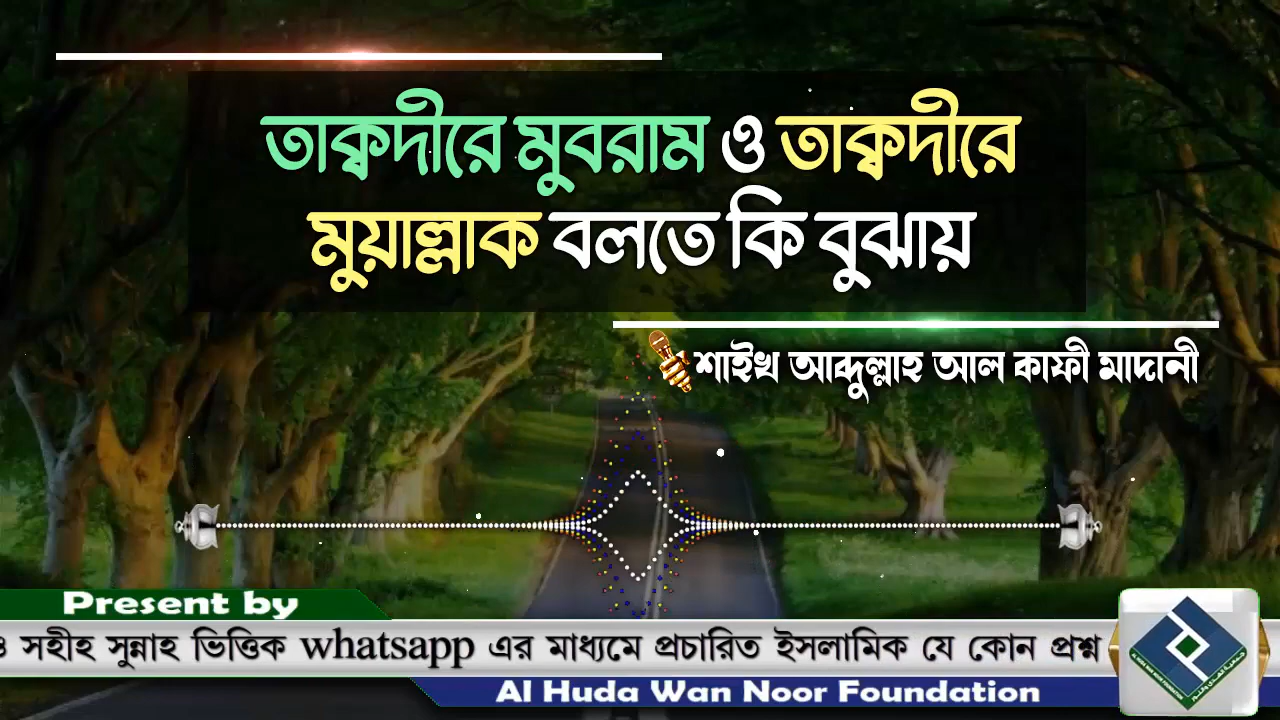 তাক্বদীরে মুবরাম ও তাক্বদীরে
মুয়াল্লাক বলতে কি বুঝায়
শাইখ আব্দুল্লাহ আল কাফী মাদানী
Present by
সহীহ সুন্নাহ ভিত্তিক whatsapp এর মাধ্যমে প্রচারিত ইসলামিক যে কোন প্রশ্ন
Al Huda Wan Noor Foundation